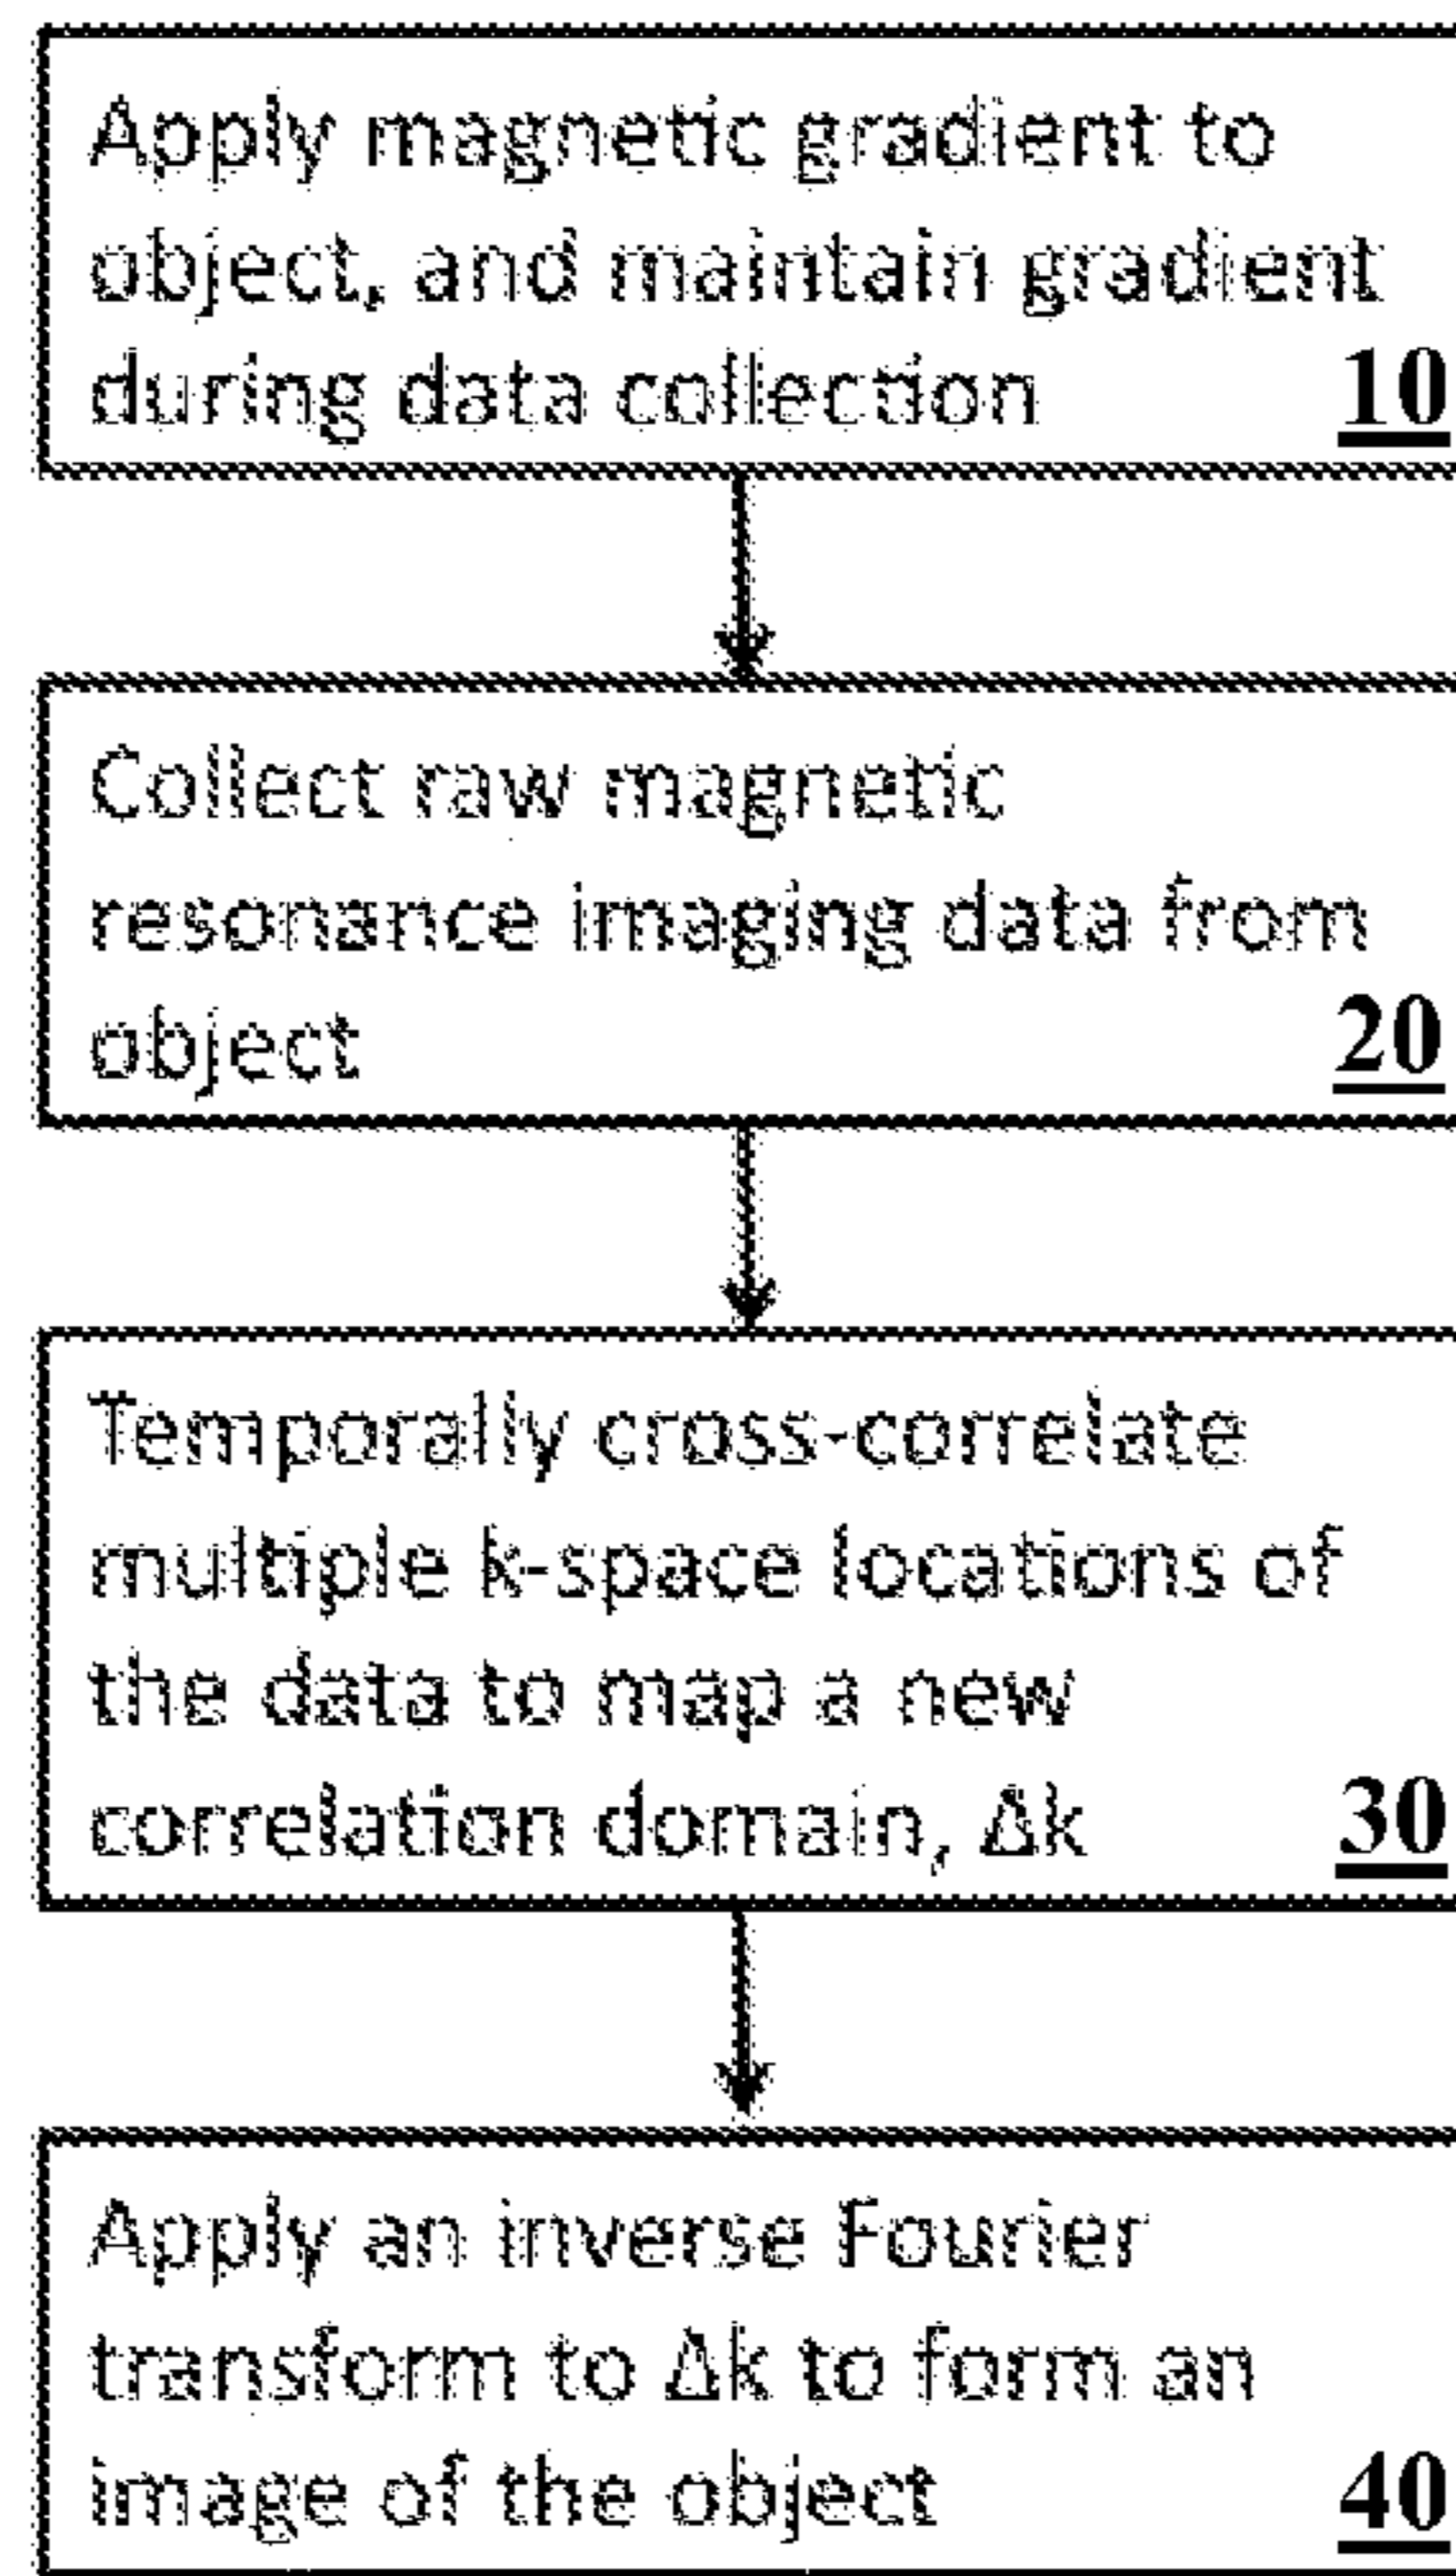 Apply magnetic gradient to
object, and maintain gradient
during data collection 10
Collect raw magnetic
resonance imaging data from
object 20
Temporally cross-correlate
multiple k-space locations of
the data to map a new
correlation domain, Δk 30
Apply an inverse Fourier
transform to Δk to form an
image of the object 40